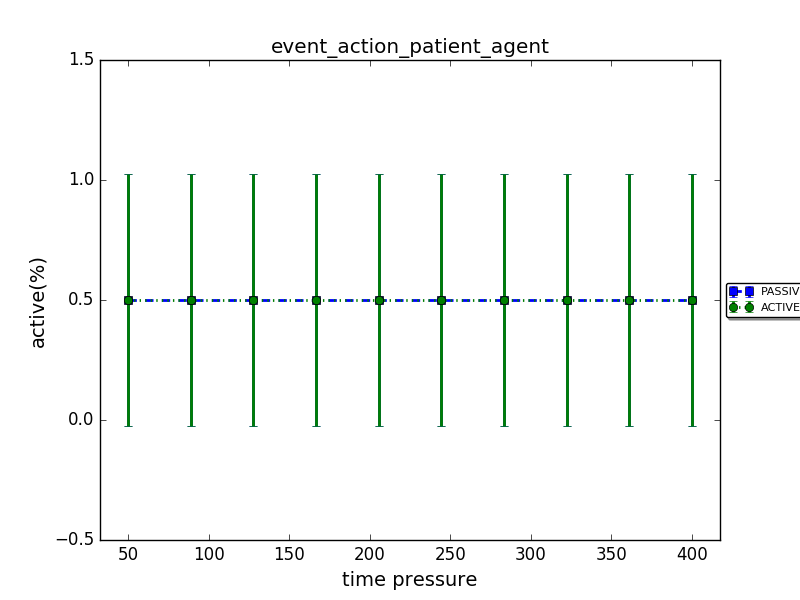 event_action_patient_agent
1.5
1.0
0.5
0.0
−0.5
active(%)
50 100 150 200 250 300 350 400
time pressure
PASSIV
ACTIVE